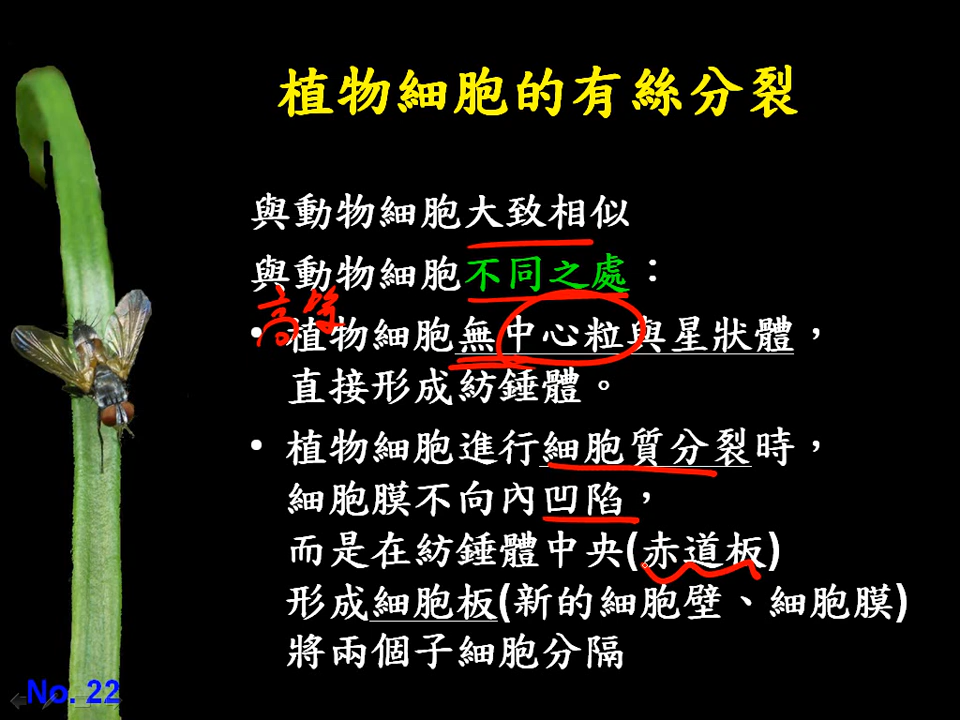 植物細胞的有絲分裂
與動物細胞大致相似
與動物細胞不同之處：
高等
• 植物細胞無中心粒與星狀體，
直接形成紡錘體。
• 植物細胞進行細胞質分裂時，
細胞膜不向內凹陷，
而是在紡錘體中央(赤道板)
形成細胞板(新的細胞壁、細胞膜)
將兩個子細胞分隔
No. 22